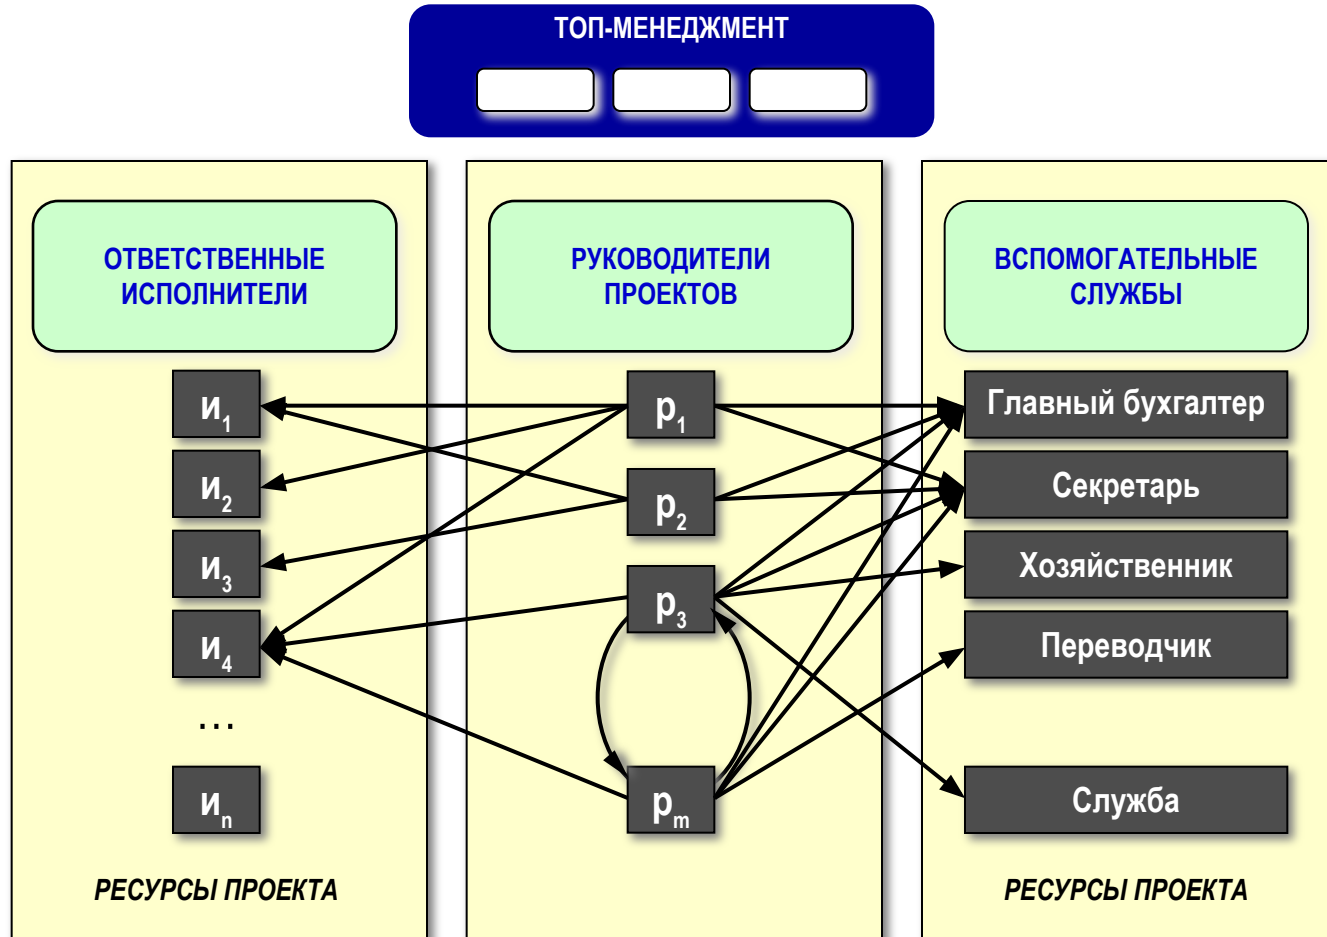 ТОП-МЕНЕДЖМЕНТ
ОТВЕТСТВЕННЫЕ
ИСПОЛНИТЕЛИ
РУКОВОДИТЕЛИ
ПРОЕКТОВ
ВСПОМОГАТЕЛЬНЫЕ
СЛУЖБЫ
и1
и2
и3
и4
...
иn
р1
р2
р3
рm
Главный бухгалтер
Секретарь
Хозяйственник
Переводчик
Служба
РЕСУРСЫ ПРОЕКТА
РЕСУРСЫ ПРОЕКТА